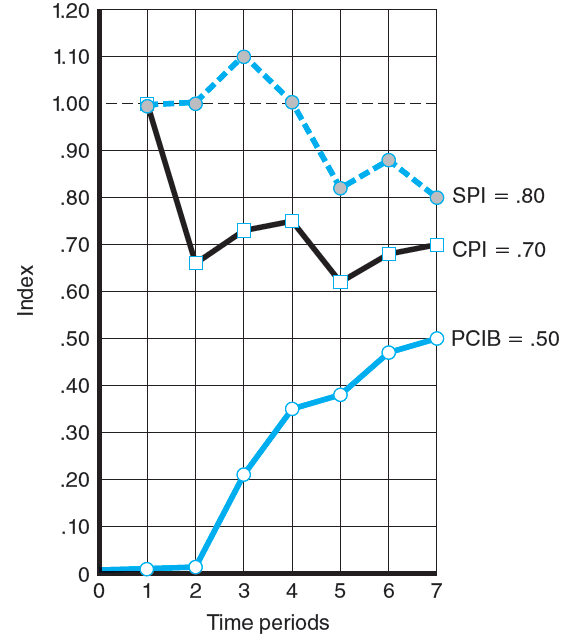 1.20
1.10
1.00
.90
.80
.70
.60
.50
.40
.30
.20
.10
0
Index
SPI = .80
CPI = .70
PCIB = .50
0 1 2 3 4 5 6 7
Time periods